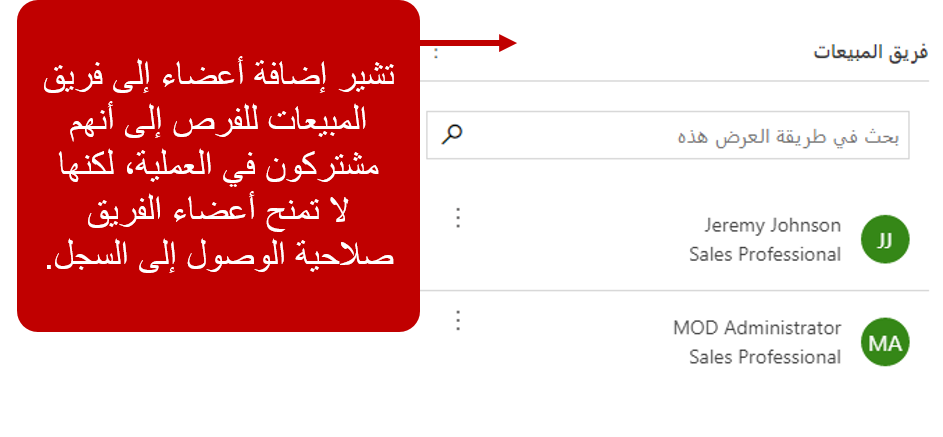 تشير إضافة أعضاء إلى فريق
المبيعات للفرص إلى أنهم
مشتركون في العملية، لكنها
لا تمنح أعضاء الفريق
صلاحية الوصول إلى السجل.
فريق المبيعات
بحث في طريقة العرض هذه
Jeremy Johnson
Sales Professional
JJ
MOD Administrator
Sales Professional
MA